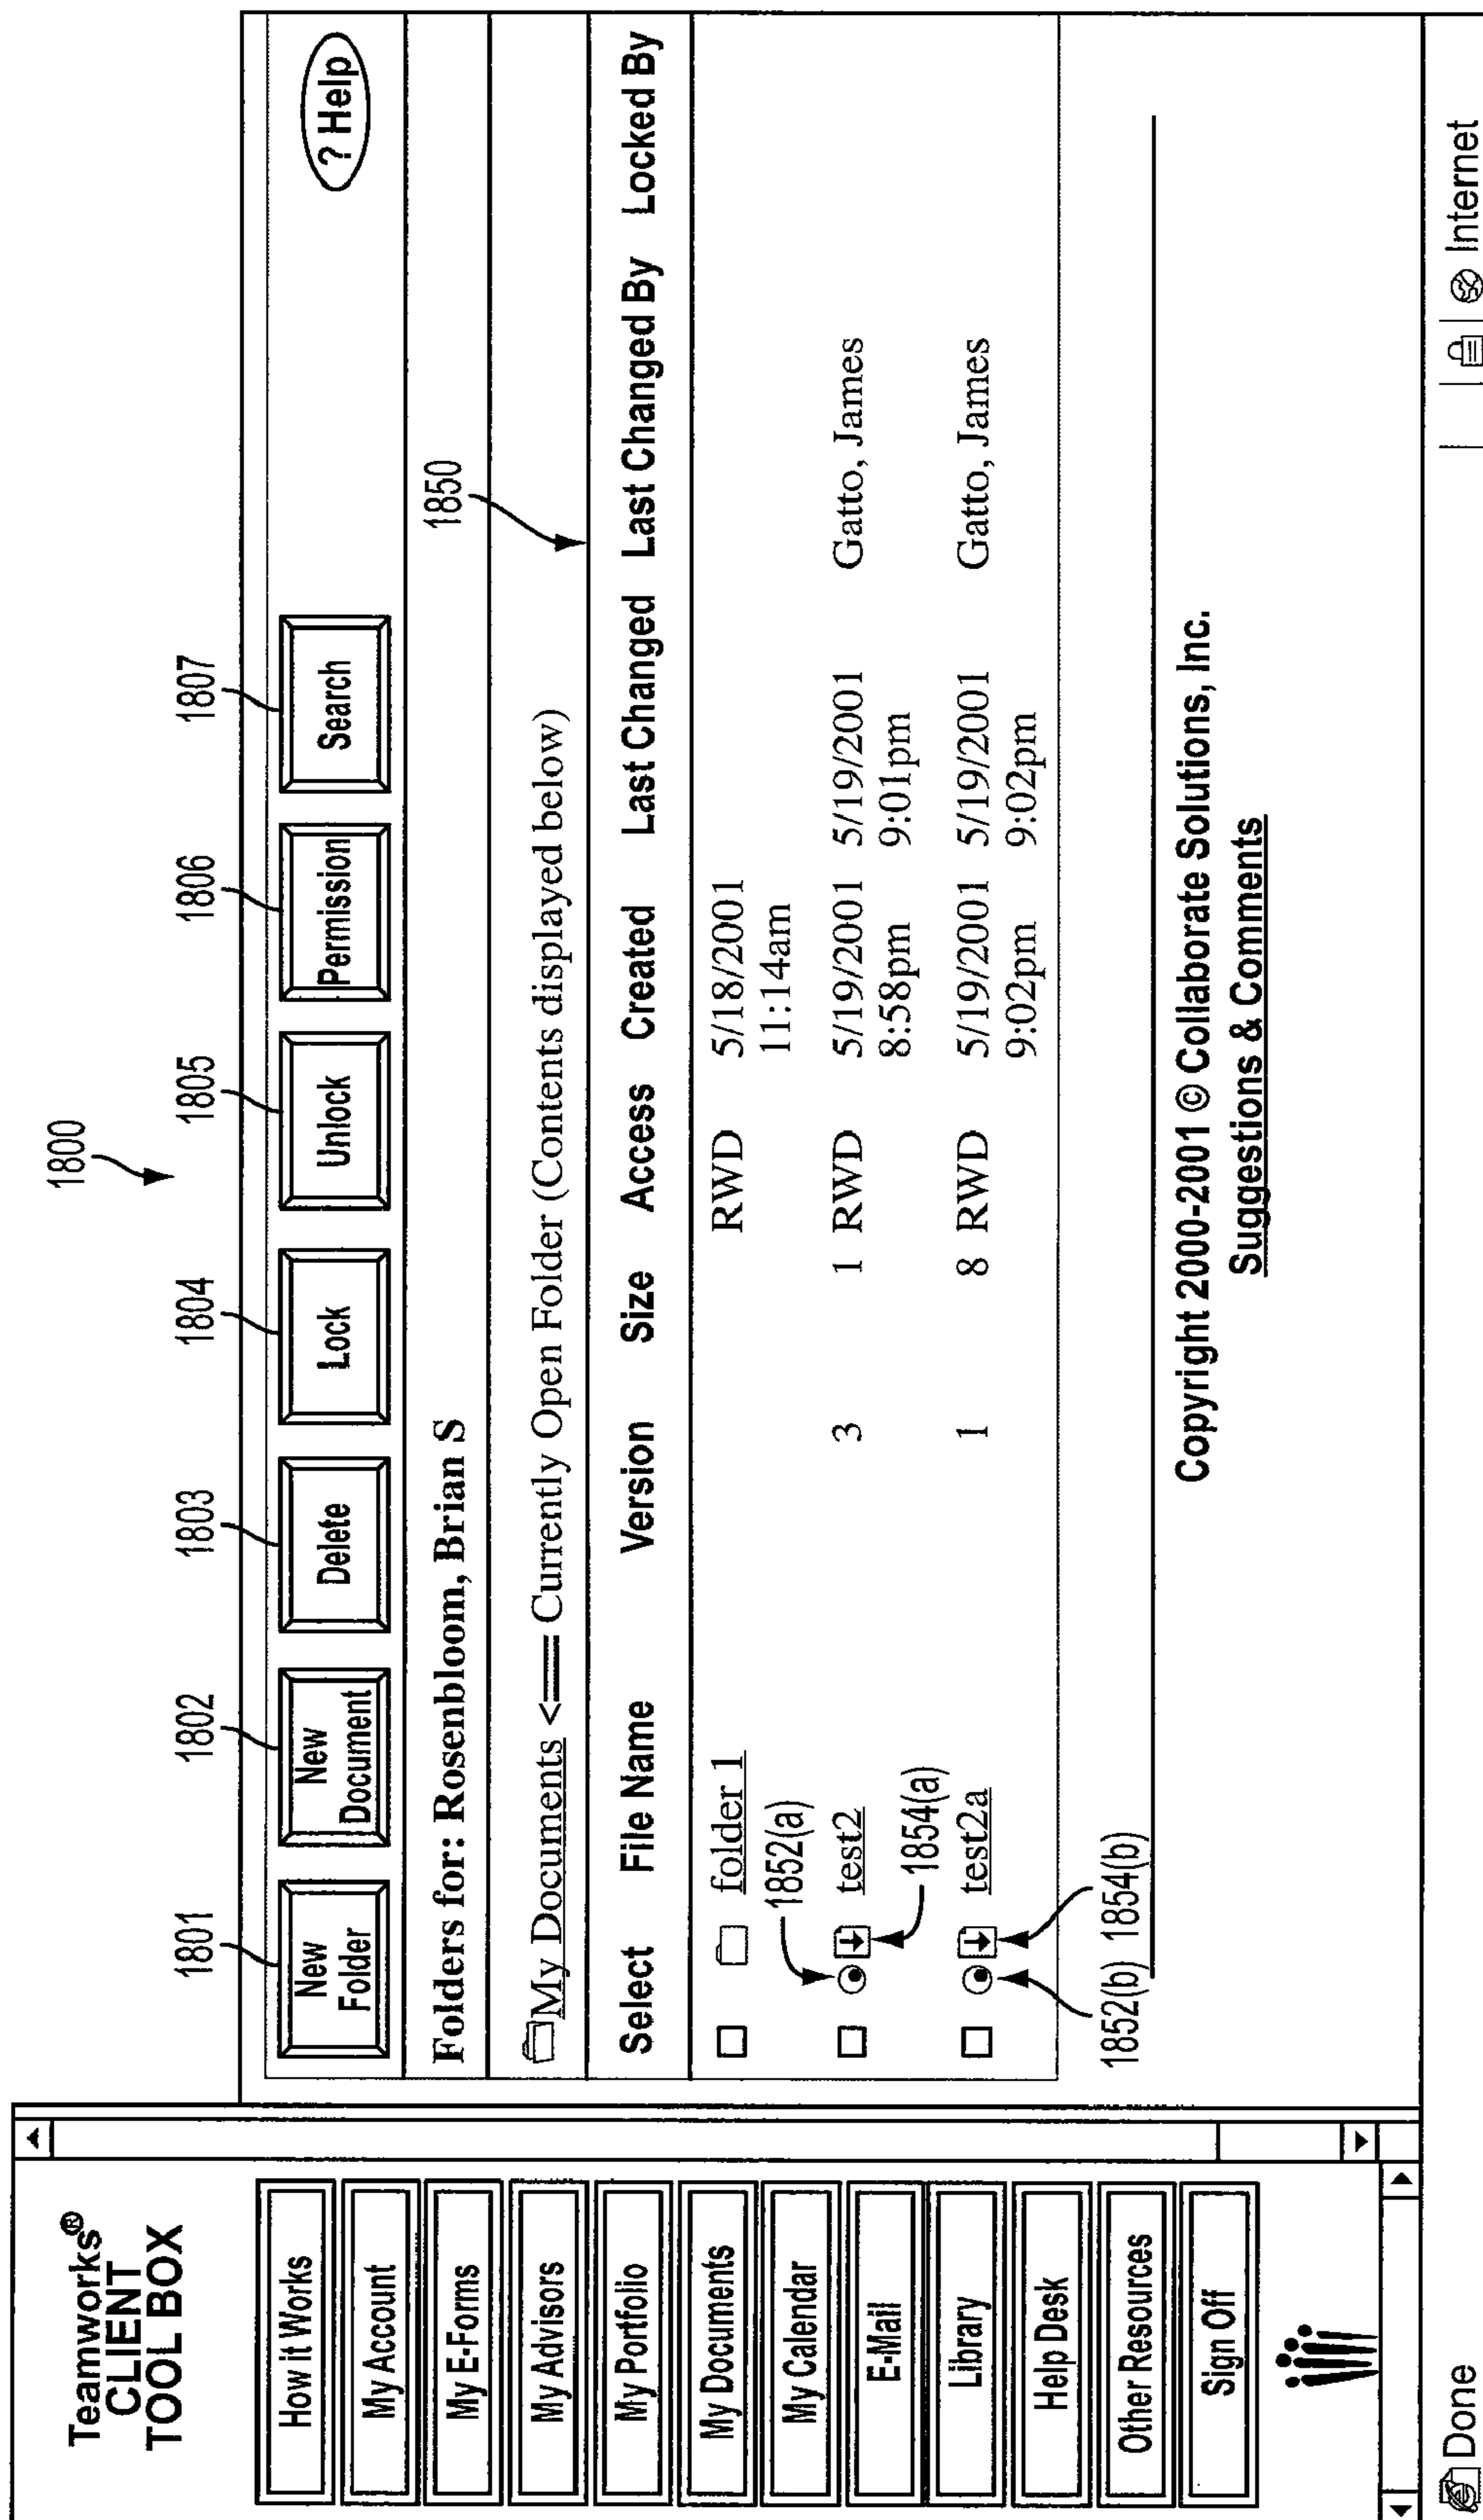 1800
Teamworks®
CLIENT
TOOL BOX
How it Works
My Account
My E-Forms
My Advisors
My Portfolio
My Documents
My Calendar
E-Mail
Library
Help Desk
Other Resources
Sign Off
1801 1802 1803 1804 1805 1806 1807
New Folder New Document Delete Lock Unlock Permission Search ? Help
Folders for: Rosenbloom, Brian S
1850
My Documents <== Currently Open Folder (Contents displayed below)
Select File Name Version Size Access Created Last Changed Last Changed By Locked By
folder 1 RWD 5/18/2001
11:14am
1852(a)
test2 3 1 RWD 5/19/2001 5/19/2001 Gatto, James
8:58pm 9:01pm
1854(a)
test2a 1 8 RWD 5/19/2001 5/19/2001 Gatto, James
9:02pm 9:02pm
1852(b) 1854(b)
Copyright 2000-2001 © Collaborate Solutions, Inc.
Suggestions & Comments
Done Internet